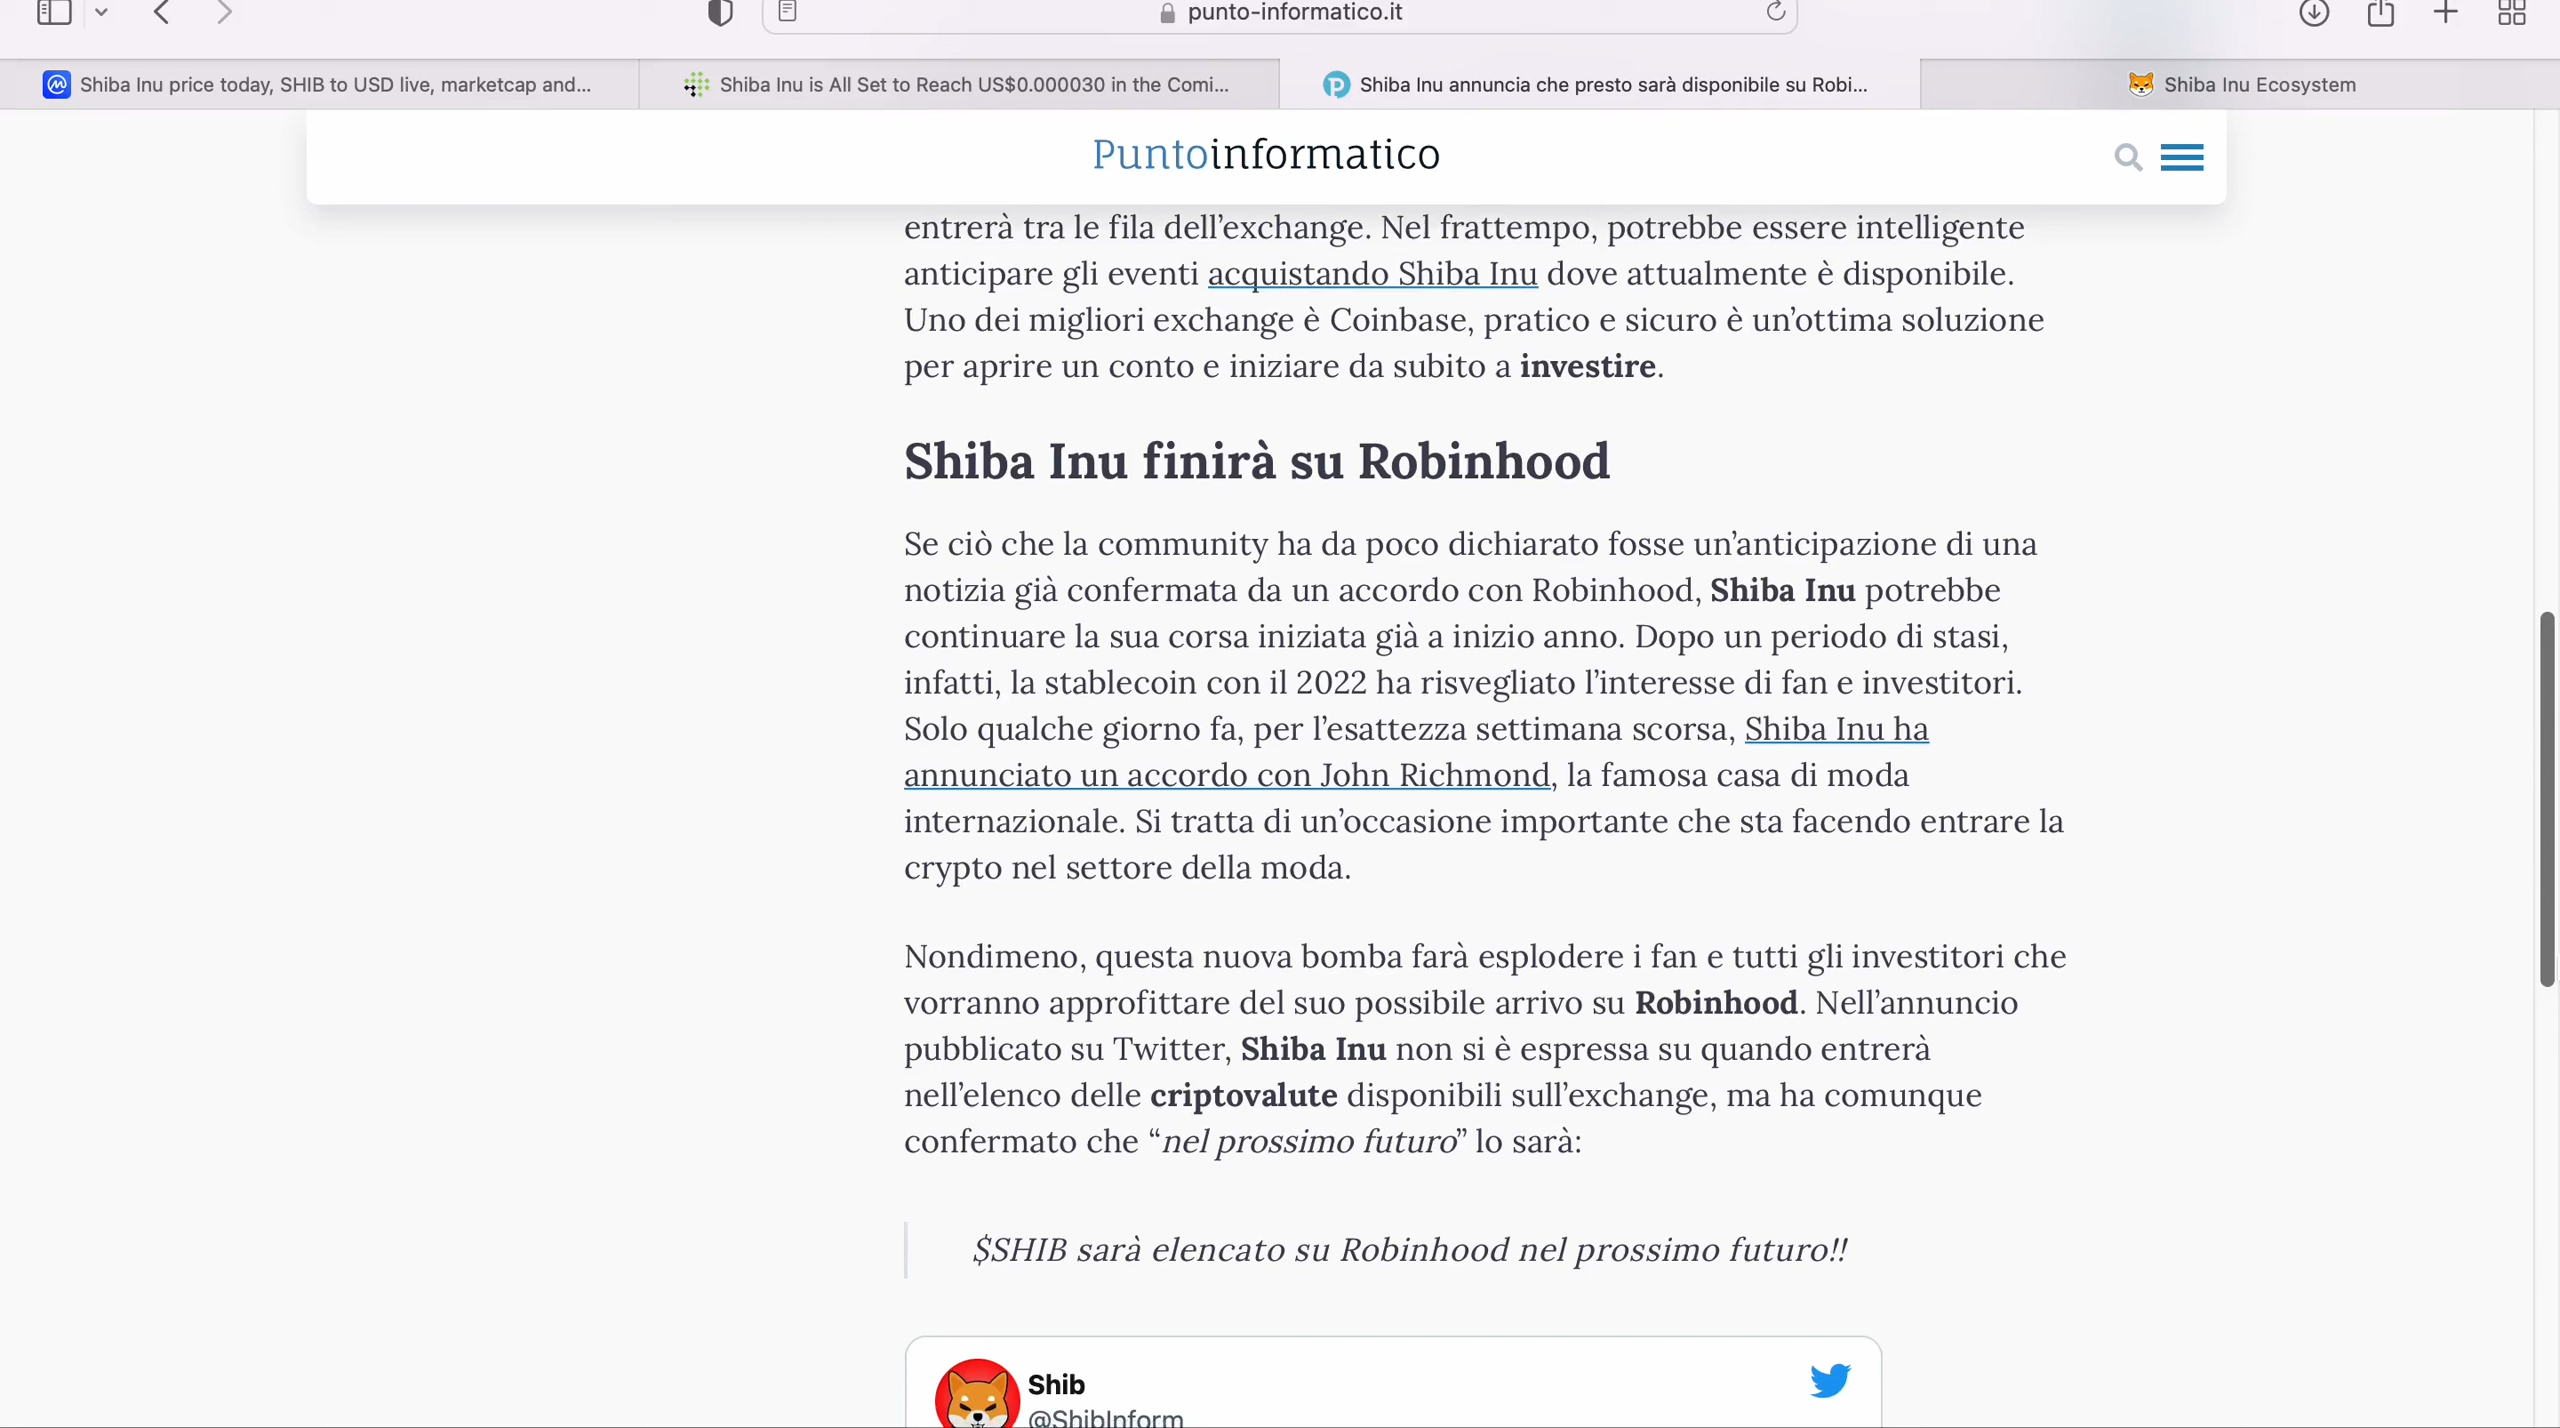 punto-informatico.it
Shiba Inu price today, SHIB to USD live, marketcap and...
Shiba Inu is All Set to Reach US$0.000030 in the Comi...
Shiba Inu annuncia che presto sarà disponibile su Robi...
Shiba Inu Ecosystem
Puntoinformatico
entrerà tra le fila dell’exchange. Nel frattempo, potrebbe essere intelligente
anticipare gli eventi acquistando Shiba Inu dove attualmente è disponibile.
Uno dei migliori exchange è Coinbase, pratico e sicuro è un’ottima soluzione
per aprire un conto e iniziare da subito a investire.
Shiba Inu finirà su Robinhood
Se ciò che la community ha da poco dichiarato fosse un’anticipazione di una
notizia già confermata da un accordo con Robinhood, Shiba Inu potrebbe
continuare la sua corsa iniziata già a inizio anno. Dopo un periodo di stasi,
infatti, la stablecoin con il 2022 ha risvegliato l’interesse di fan e investitori.
Solo qualche giorno fa, per l’esattezza settimana scorsa, Shiba Inu ha
annunciato un accordo con John Richmond, la famosa casa di moda
internazionale. Si tratta di un’occasione importante che sta facendo entrare la
crypto nel settore della moda.
Nondimeno, questa nuova bomba farà esplodere i fan e tutti gli investitori che
vorranno approfittare del suo possibile arrivo su Robinhood. Nell’annuncio
pubblicato su Twitter, Shiba Inu non si è espressa su quando entrerà
nell’elenco delle criptovalute disponibili sull’exchange, ma ha comunque
confermato che “nel prossimo futuro” lo sarà:
$SHIB sarà elencato su Robinhood nel prossimo futuro!!
Shib
@ShibInform